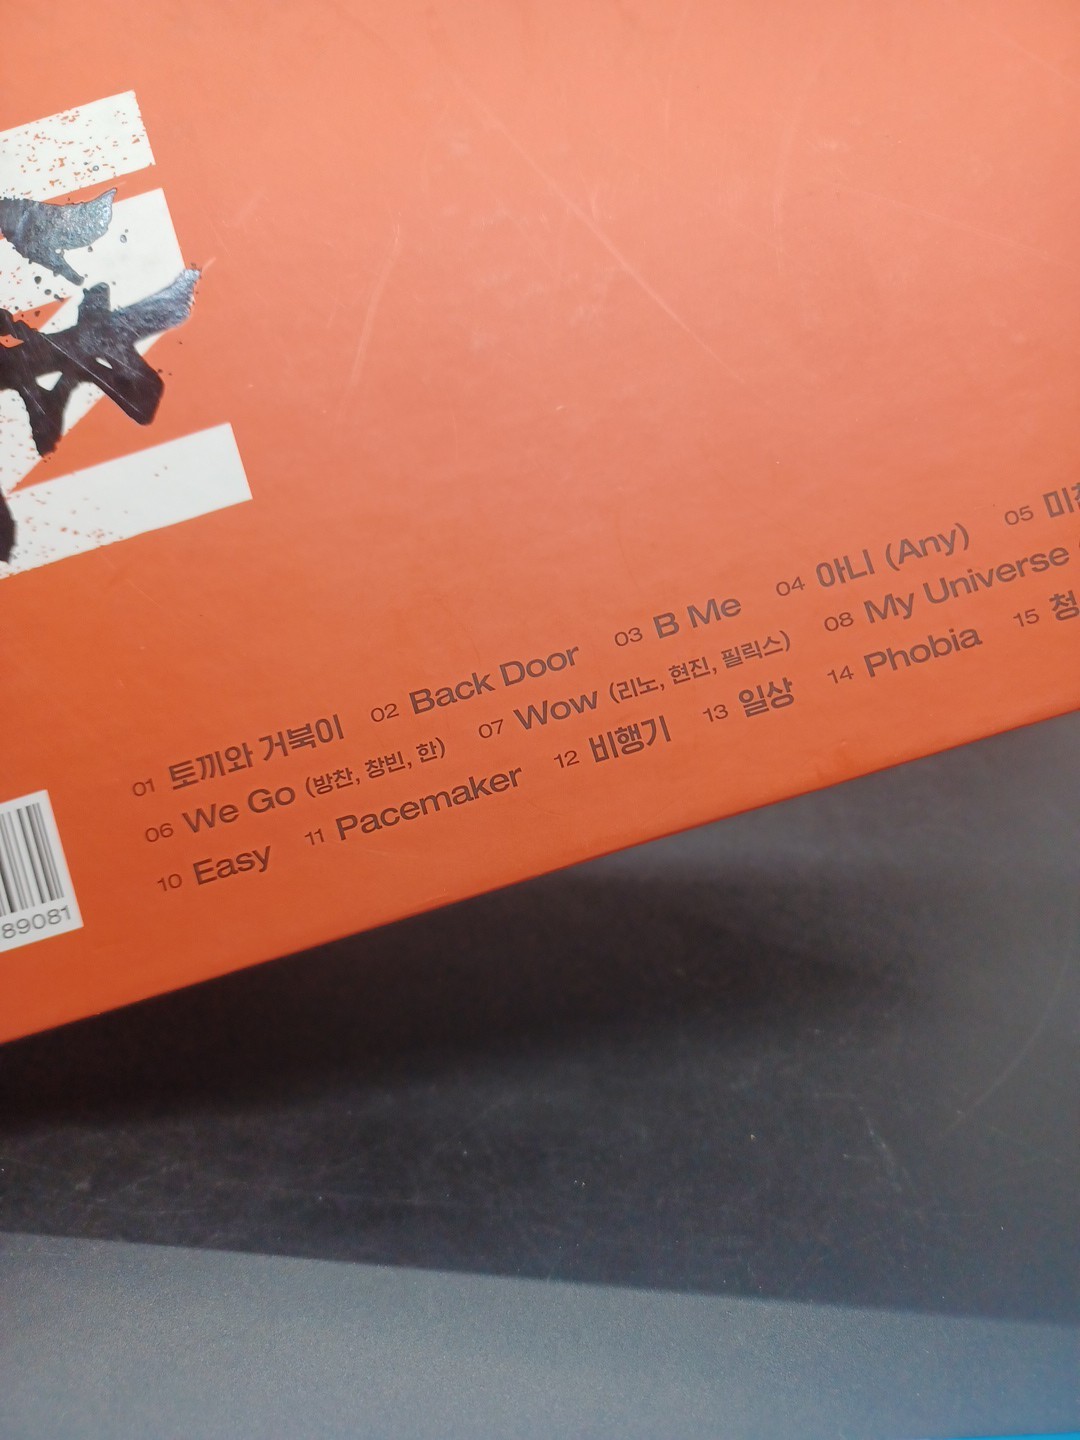 01 토끼와 거북이 02 Back Door 03 B Me 04 아니 (Any) 05
06 We Go (방찬, 창빈, 한) 07 Wow (리노, 현진, 필릭스) 08 My Universe
10 Easy 11 Pacemaker 12 비행기 13 일상 14 Phobia 15
89081